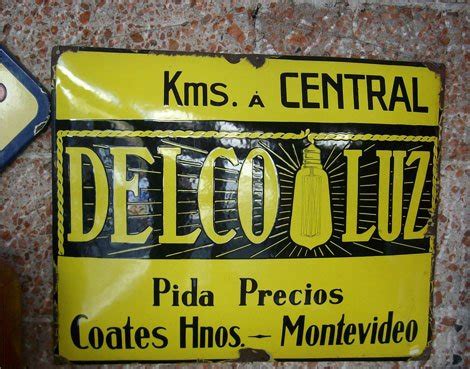 Kms. A CENTRAL
DELCO LUZ
Pida Precios
Coates Hnos. – Montevideo